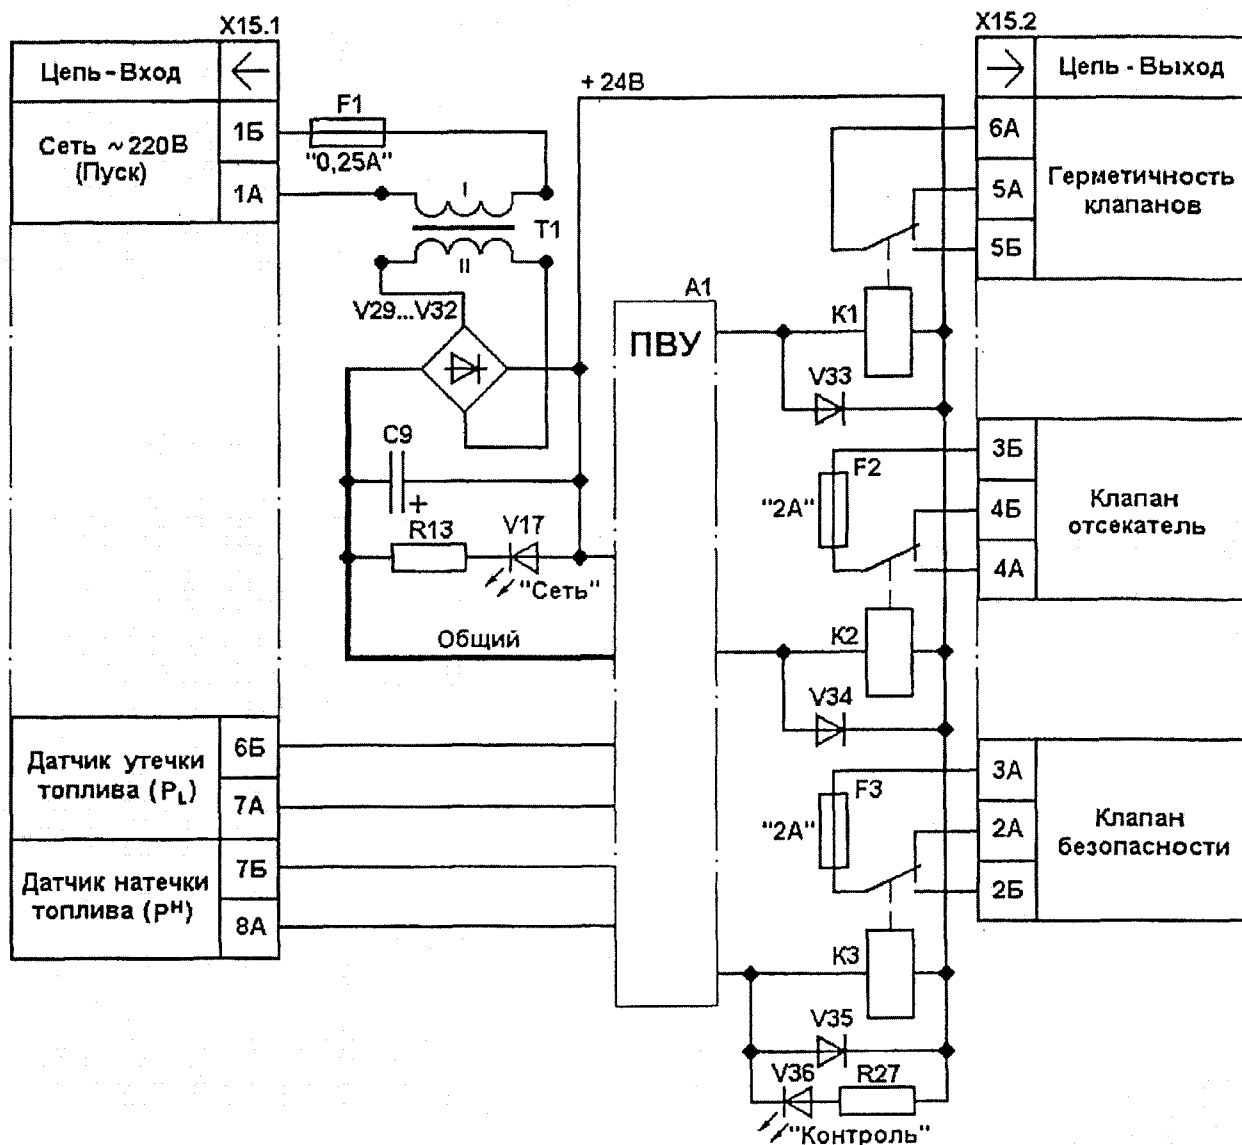 X15.1
Цепь-Вход
Сеть ~220В
(Пуск)
1Б
1А
F1
"0,25А"
I
T1
II
V29...V32
+24В
C9
+
R13
V17
"Сеть"
Общий
Датчик утечки
топлива (PL)
6Б
7А
Датчик натечки
топлива (PН)
7Б
8А
A1
ПВУ
K1
V33
F2
"2А"
K2
V34
F3
"2А"
K3
V35
V36
R27
"Контроль"
X15.2
Цепь - Выход
6А
5А
5Б
Герметичность
клапанов
3Б
4Б
4А
Клапан
отсекатель
3А
2А
2Б
Клапан
безопасности